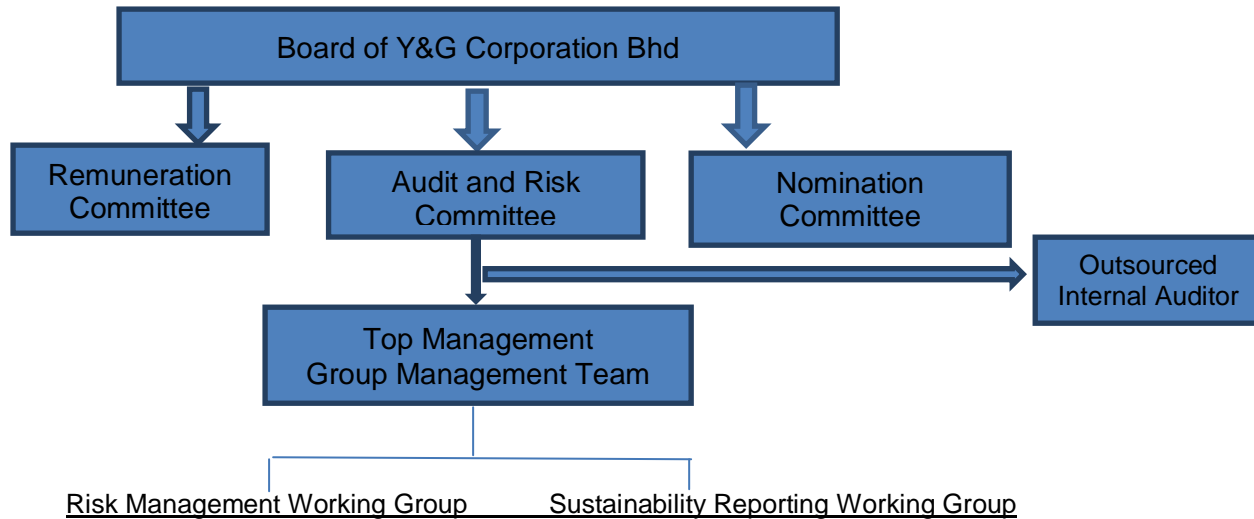 Board of Y&G Corporation Bhd
Remuneration
Committee
Audit and Risk
Committee
Nomination
Committee
Outsourced
Internal Auditor
Top Management
Group Management Team
Risk Management Working Group
Sustainability Reporting Working Group